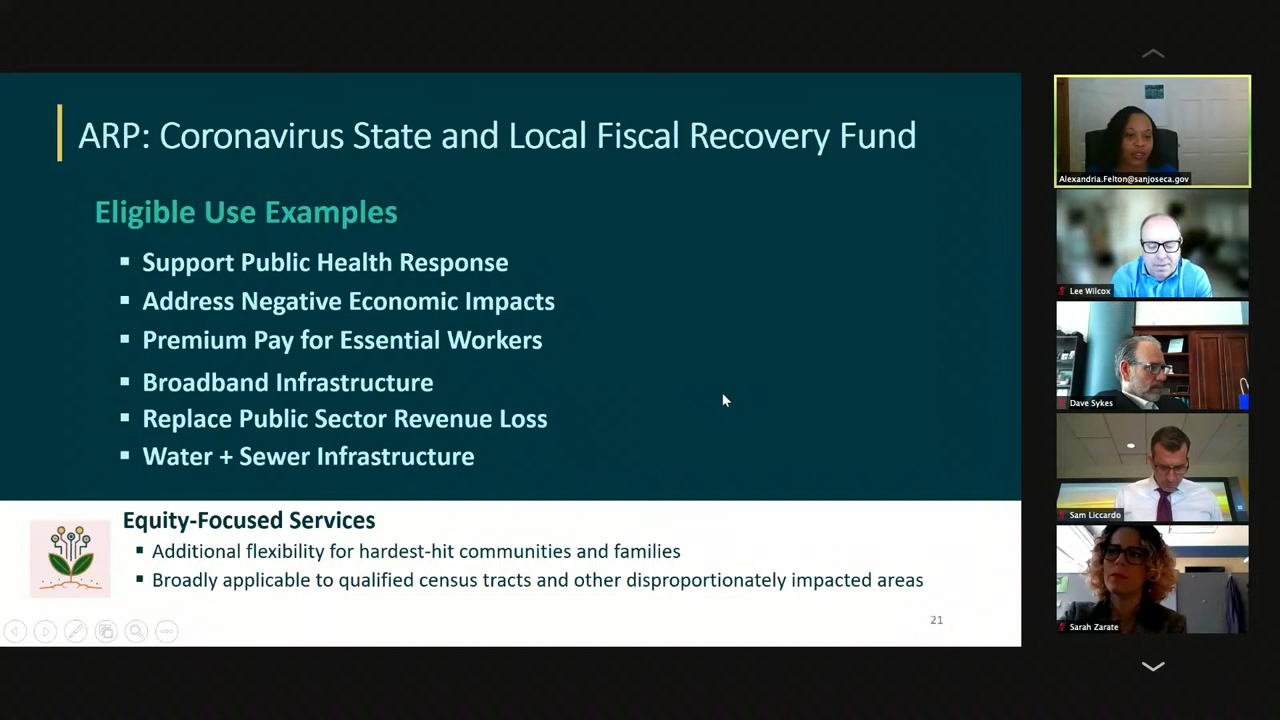 ARP: Coronavirus State and Local Fiscal Recovery Fund
Eligible Use Examples
▪ Support Public Health Response
▪ Address Negative Economic Impacts
▪ Premium Pay for Essential Workers
▪ Broadband Infrastructure
▪ Replace Public Sector Revenue Loss
▪ Water + Sewer Infrastructure
Equity-Focused Services
▪ Additional flexibility for hardest-hit communities and families
▪ Broadly applicable to qualified census tracts and other disproportionately impacted areas
21
Alexandria.Felton@sanjoseca.gov
Lee Wilcox
Dave Sykes
Sam Liccardo
Sarah Zarate